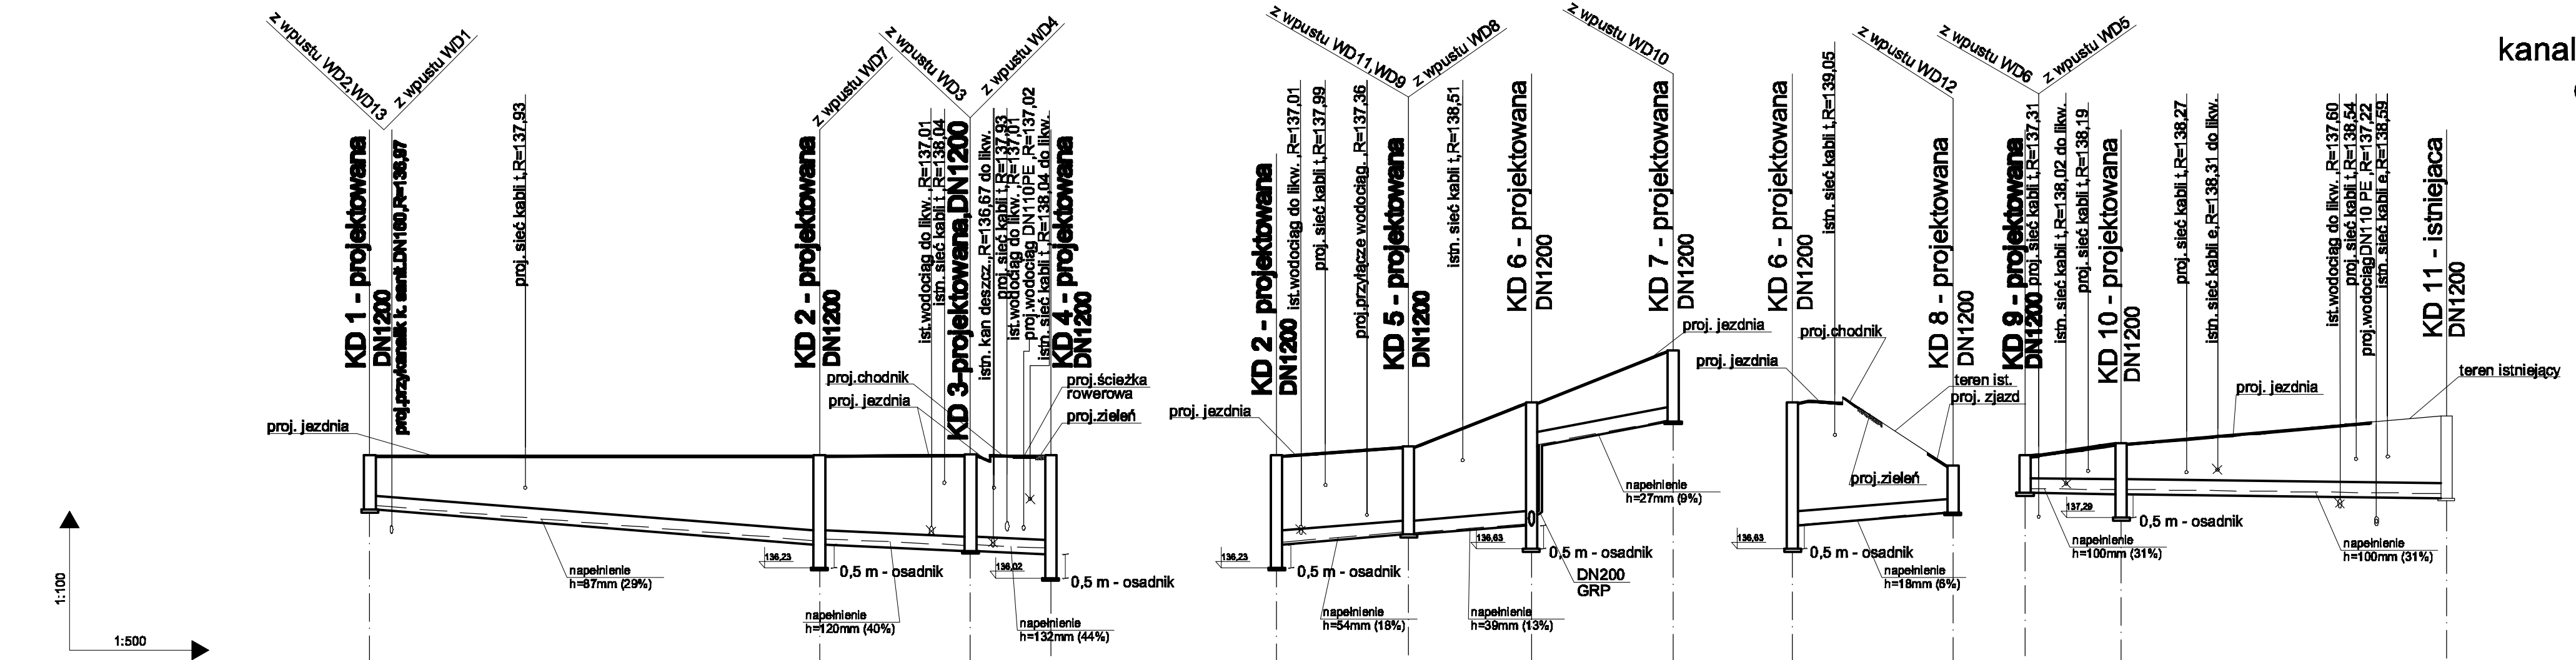 z wpustu WD2,WD13
z wpustu WD1
KD 1 - projektowana
DN1200
proj.przykanalik k. sanit.DN160,R=136,97
proj. sieć kabli t,R=137,93
z wpustu WD7
KD 2 - projektowana
DN1200
z wpustu WD3
z wpustu WD4
ist.wodociąg do likw. ,R=137,01
istn. sieć kabli t,R=138,04
KD 3-projektowana,DN1200
istn. kan deszcz.,R=136,67 do likw.
proj. sieć kabli t,R=137,93
ist.wodociąg do likw. ,R=137,01
proj.wodociąg DN110PE ,R=137,02
istn. sieć kabli t ,R=138,04 do likw.
KD 4 - projektowana
DN1200
proj. jezdnia
proj.chodnik
proj. jezdnia
proj.ścieżka
rowerowa
proj.zieleń
136,23
0,5 m - osadnik
136,02
0,5 m - osadnik
napełnienie
h=87mm (29%)
napełnienie
h=120mm (40%)
napełnienie
h=132mm (44%)
1:100
1:500
z wpustu WD11,WD9
z wpustu WD8
z wpustu WD10
KD 2 - projektowana
DN1200
ist.wodociąg do likw. ,R=137,01
proj. sieć kabli t,R=137,99
proj.przyłącze wodociąg. ,R=137,36
KD 5 - projektowana
DN1200
istn. sieć kabli t,R=138,51
KD 6 - projektowana
DN1200
KD 7 - projektowana
DN1200
proj. jezdnia
proj. jezdnia
136,23
0,5 m - osadnik
136,63
0,5 m - osadnik
DN200
GRP
napełnienie
h=27mm (9%)
napełnienie
h=54mm (18%)
napełnienie
h=39mm (13%)
KD 6 - projektowana
DN1200
istn. sieć kabli t,R=139,05
z wpustu WD12
KD 8 - projektowana
DN1200
proj. jezdnia
proj.chodnik
teren ist.
proj. zjazd
proj.zieleń
136,63
0,5 m - osadnik
napełnienie
h=18mm (6%)
z wpustu WD6
z wpustu WD5
KD 9 - projektowana
DN1200
proj. sieć kabli t,R=137,31
istn. sieć kabli t,R=138,02 do likw.
proj. sieć kabli t,R=138,19
KD 10 - projektowana
DN1200
proj. sieć kabli t,R=138,27
istn. sieć kabli e,R=138,31 do likw.
ist.wodociąg do likw. ,R=137,60
proj. sieć kabli t,R=138,54
proj.wodociąg DN110 PE ,R=137,22
istn. sieć kabli e,R=138,59
KD 11 - istniejaca
DN1200
proj. jezdnia
teren istniejący
137,29
0,5 m - osadnik
napełnienie
h=100mm (31%)
napełnienie
h=100mm (31%)
kanal